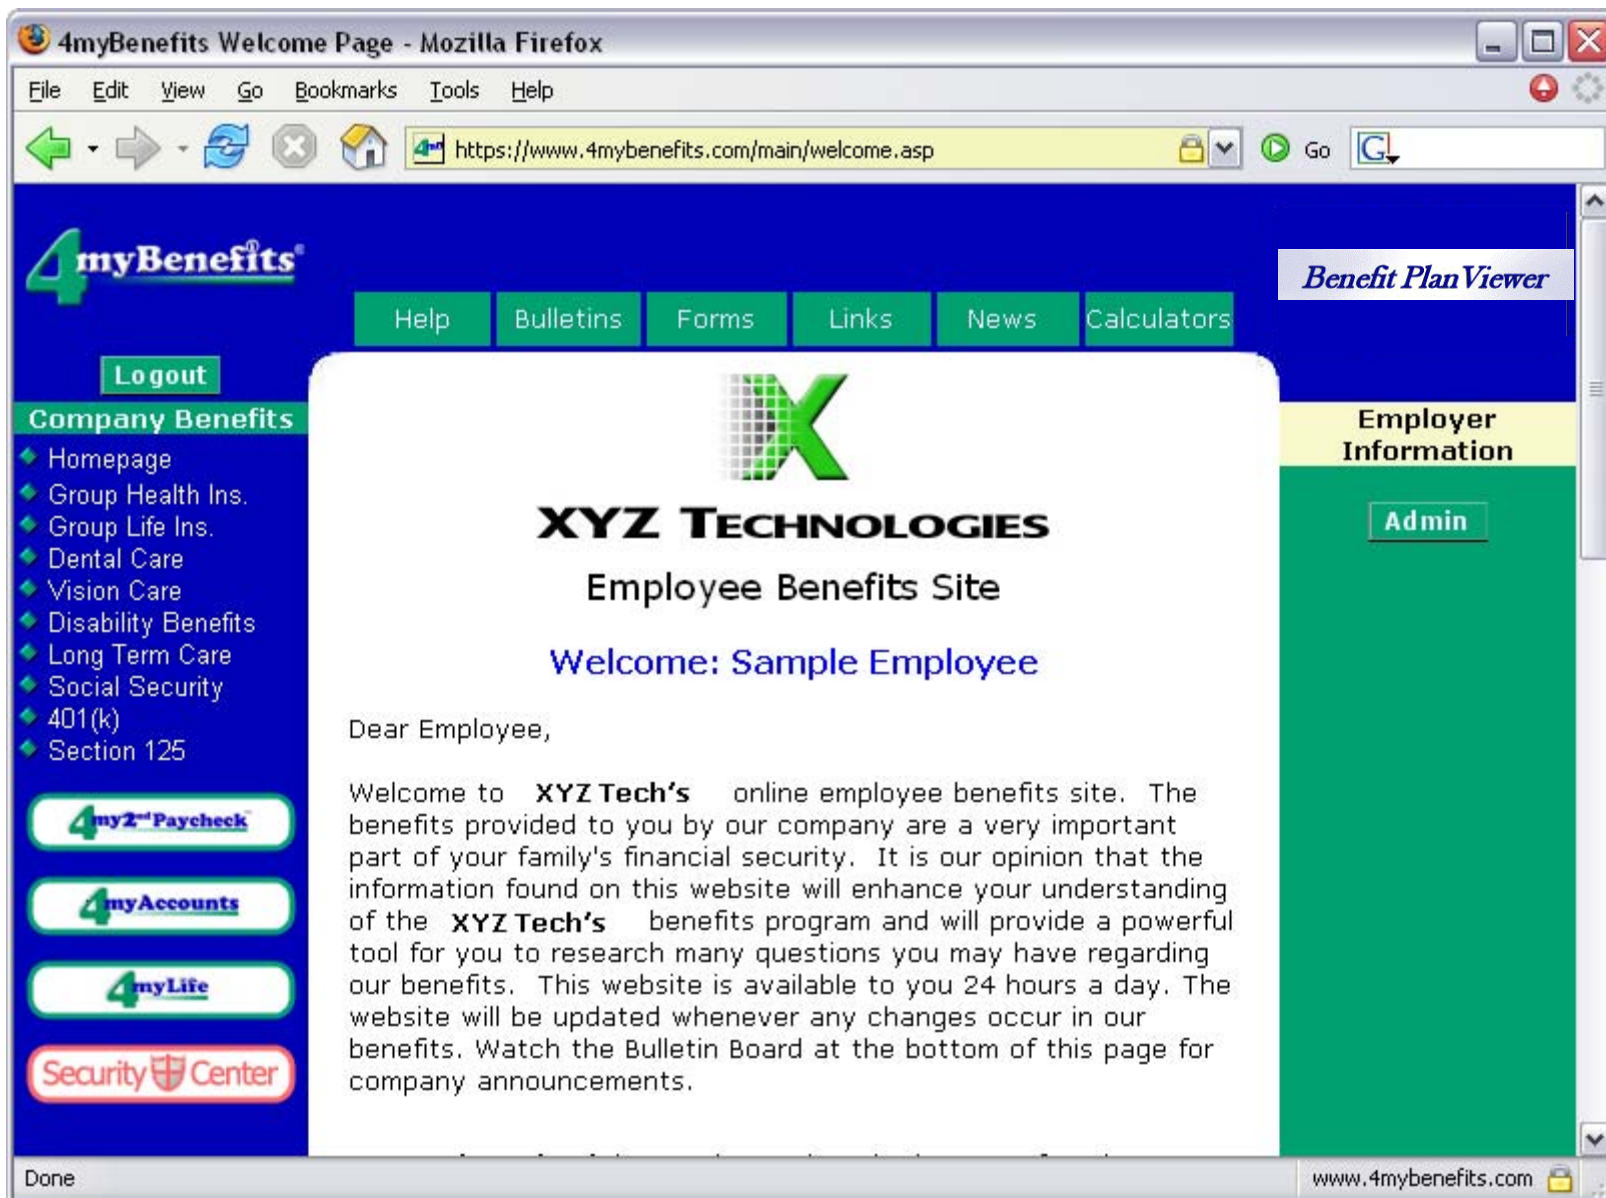 4myBenefits Welcome Page - Mozilla Firefox
File Edit View Go Bookmarks Tools Help
https://www.4mybenefits.com/main/welcome.asp
Go
4myBenefits®
Benefit Plan Viewer
Help Bulletins Forms Links News Calculators
Logout
Company Benefits
Homepage
Group Health Ins.
Group Life Ins.
Dental Care
Vision Care
Disability Benefits
Long Term Care
Social Security
401(k)
Section 125
4my2nd Paycheck
4myAccounts
4myLife
Security Center
XYZ TECHNOLOGIES
Employee Benefits Site
Welcome: Sample Employee
Dear Employee,
Welcome to XYZ Tech's online employee benefits site. The
benefits provided to you by our company are a very important
part of your family's financial security. It is our opinion that the
information found on this website will enhance your understanding
of the XYZ Tech's benefits program and will provide a powerful
tool for you to research many questions you may have regarding
our benefits. This website is available to you 24 hours a day. The
website will be updated whenever any changes occur in our
benefits. Watch the Bulletin Board at the bottom of this page for
company announcements.
Employer
Information
Admin
Done
www.4mybenefits.com